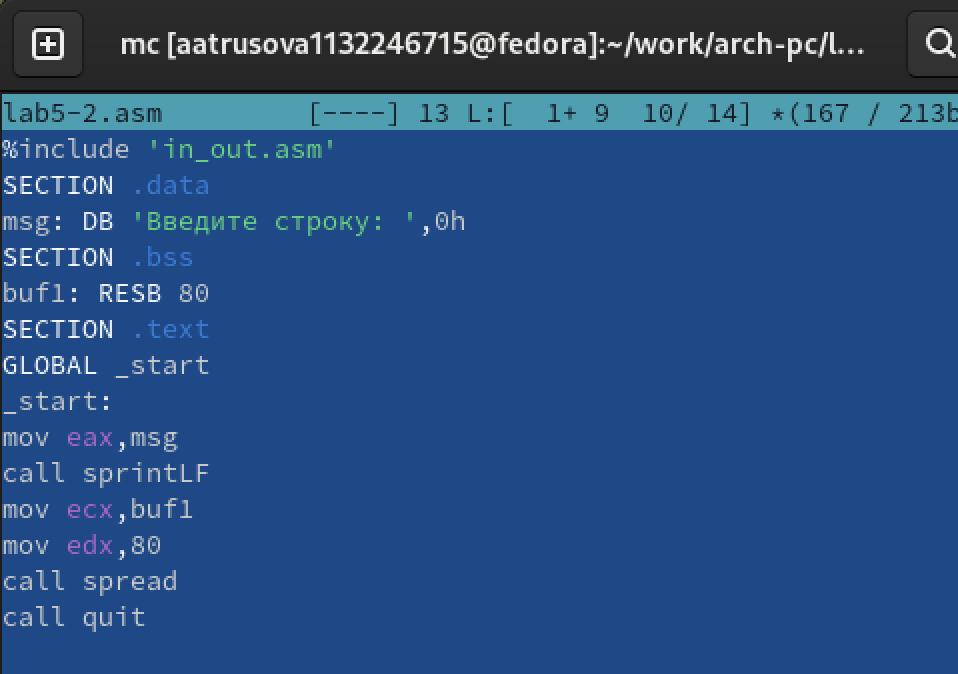 mc [aatrusova1132246715@fedora]:~/work/arch-pc/l...
lab5-2.asm [----] 13 L:[ 1+ 9 10/ 14] *(167 / 213b
%include 'in_out.asm'
SECTION .data
msg: DB 'Введите строку: ',0h
SECTION .bss
buf1: RESB 80
SECTION .text
GLOBAL _start
_start:
mov eax,msg
call sprintLF
mov ecx,buf1
mov edx,80
call spread
call quit